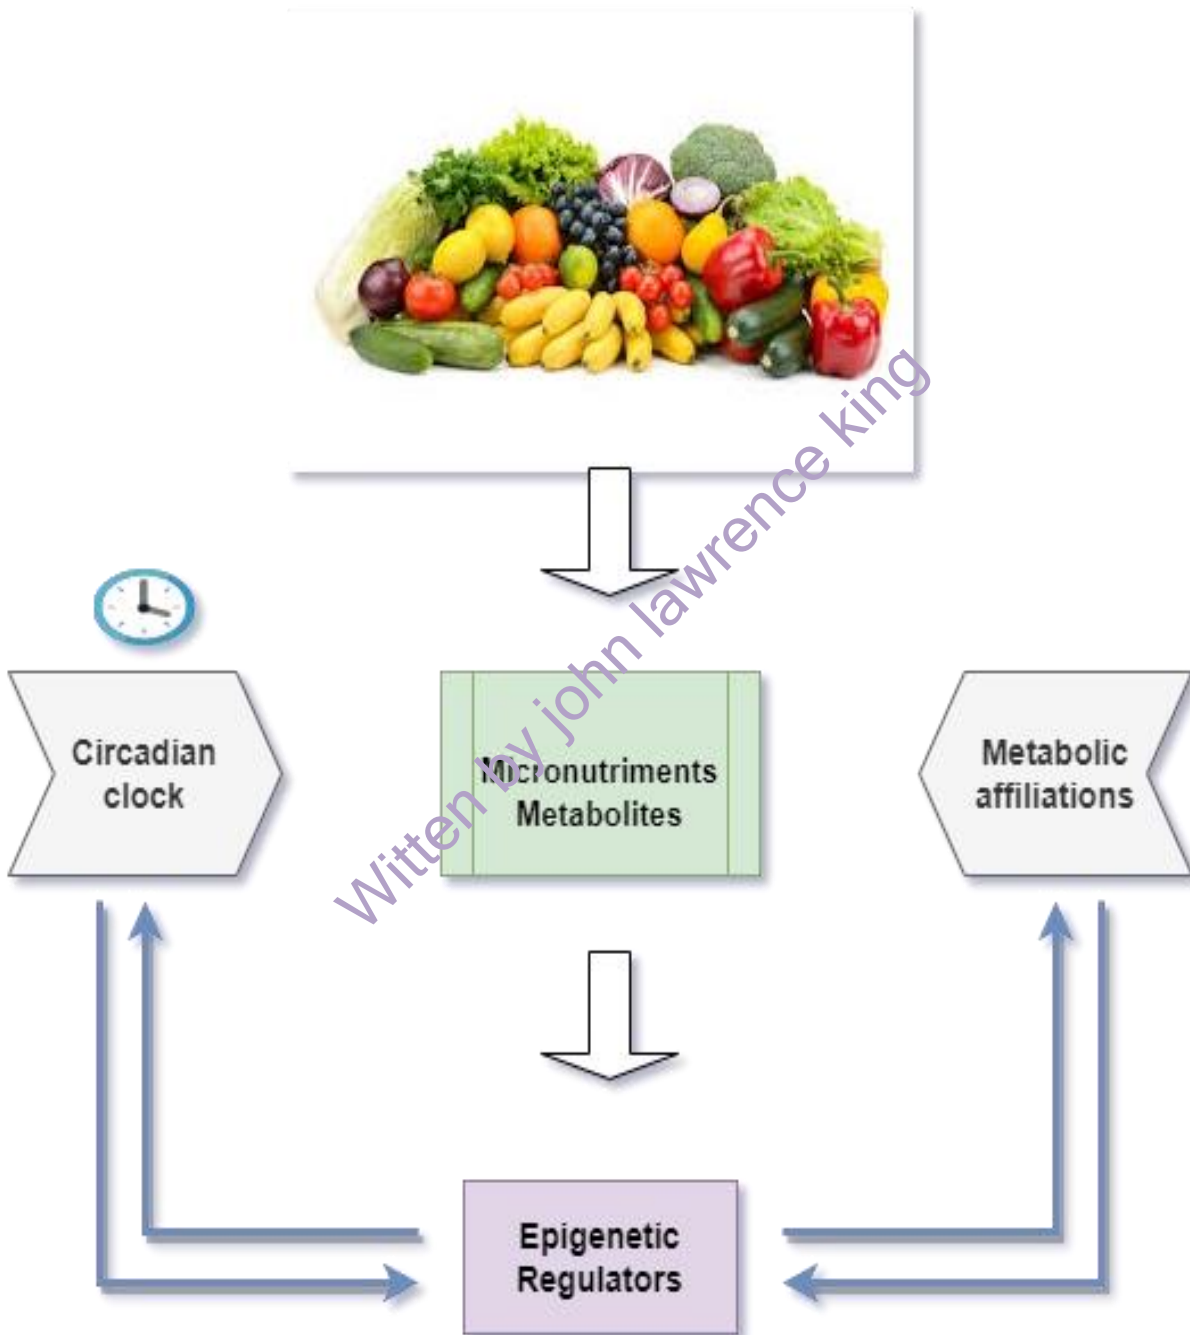 Circadian
clock
Micronutriments
Metabolites
Metabolic
affiliations
Witten by john lawrence king
Epigenetic
Regulators